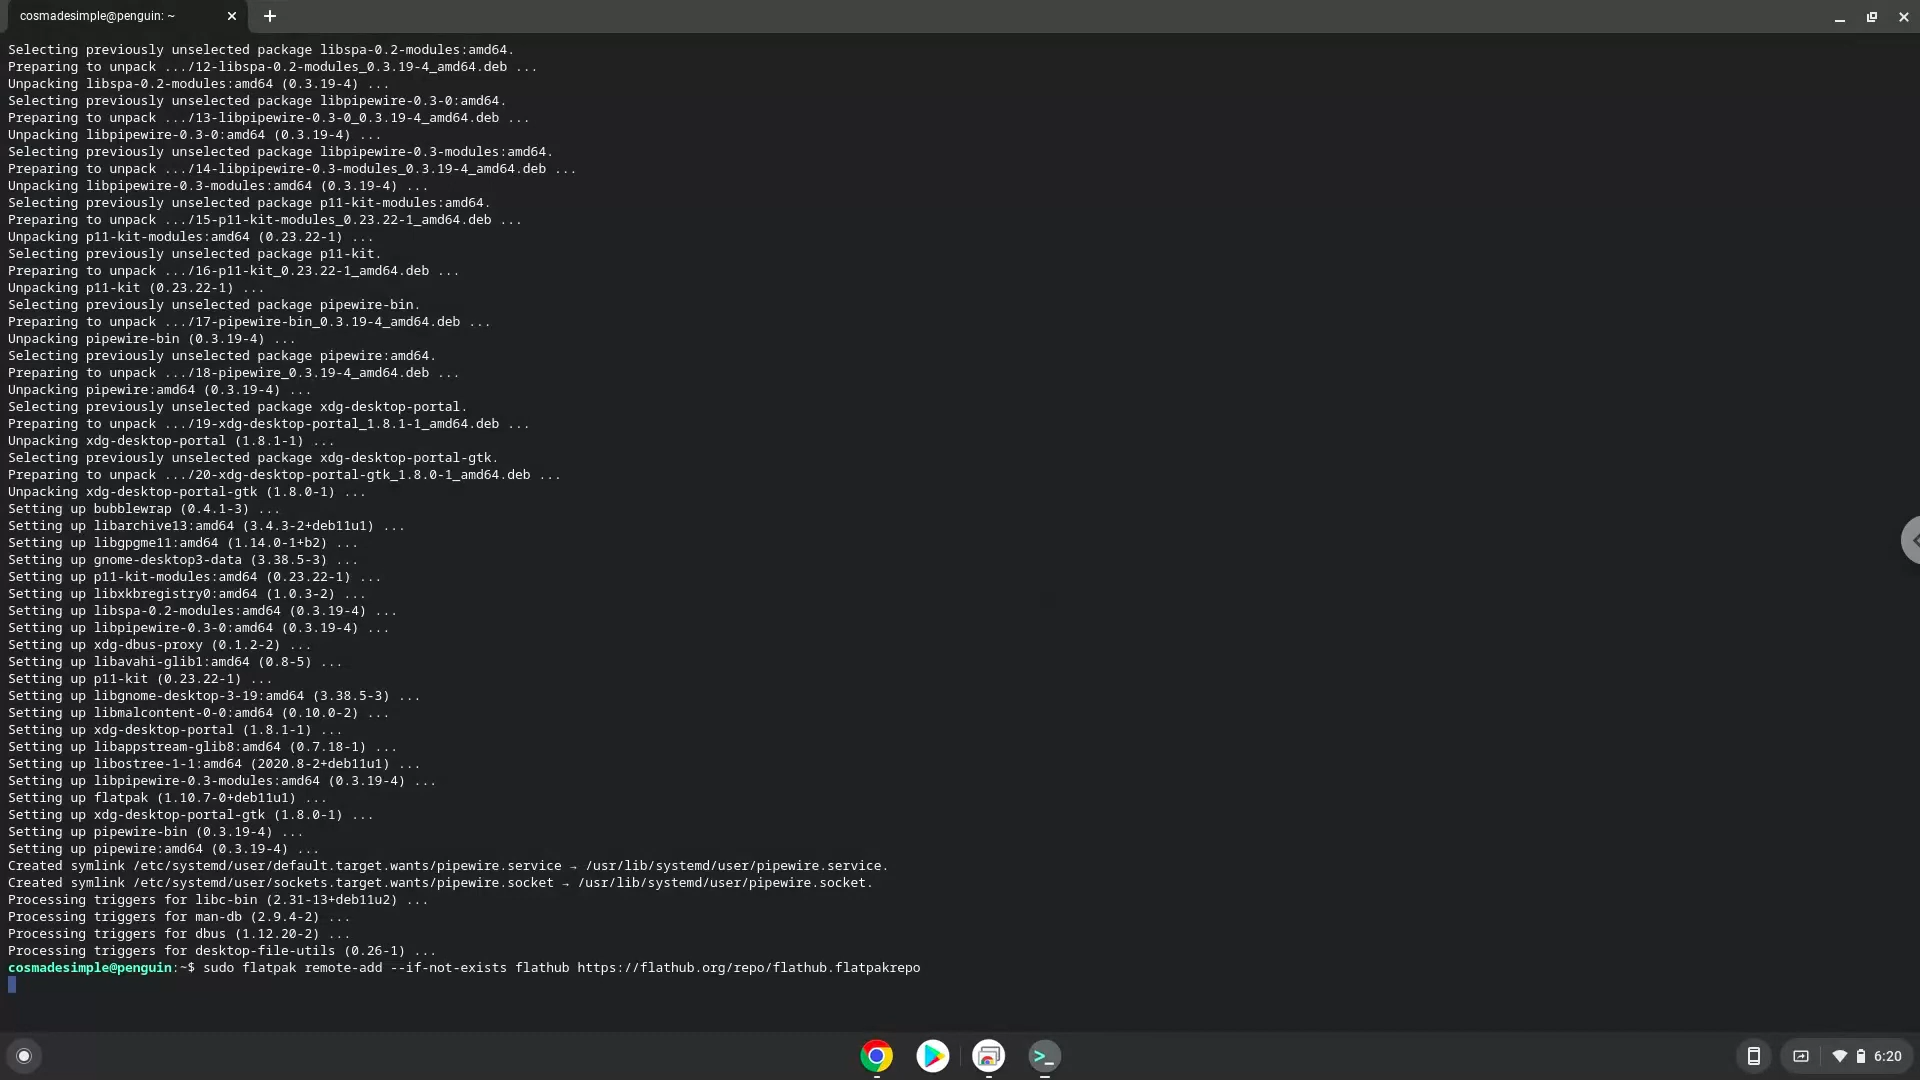 cosmadesimple@penguin: ~
Selecting previously unselected package libspa-0.2-modules:amd64.
Preparing to unpack .../12-libspa-0.2-modules_0.3.19-4_amd64.deb ...
Unpacking libspa-0.2-modules:amd64 (0.3.19-4) ...
Selecting previously unselected package libpipewire-0.3-0:amd64.
Preparing to unpack .../13-libpipewire-0.3-0_0.3.19-4_amd64.deb ...
Unpacking libpipewire-0.3-0:amd64 (0.3.19-4) ...
Selecting previously unselected package libpipewire-0.3-modules:amd64.
Preparing to unpack .../14-libpipewire-0.3-modules_0.3.19-4_amd64.deb ...
Unpacking libpipewire-0.3-modules:amd64 (0.3.19-4) ...
Selecting previously unselected package p11-kit-modules:amd64.
Preparing to unpack .../15-p11-kit-modules_0.23.22-1_amd64.deb ...
Unpacking p11-kit-modules:amd64 (0.23.22-1) ...
Selecting previously unselected package p11-kit.
Preparing to unpack .../16-p11-kit_0.23.22-1_amd64.deb ...
Unpacking p11-kit (0.23.22-1) ...
Selecting previously unselected package pipewire-bin.
Preparing to unpack .../17-pipewire-bin_0.3.19-4_amd64.deb ...
Unpacking pipewire-bin (0.3.19-4) ...
Selecting previously unselected package pipewire:amd64.
Preparing to unpack .../18-pipewire_0.3.19-4_amd64.deb ...
Unpacking pipewire:amd64 (0.3.19-4) ...
Selecting previously unselected package xdg-desktop-portal.
Preparing to unpack .../19-xdg-desktop-portal_1.8.1-1_amd64.deb ...
Unpacking xdg-desktop-portal (1.8.1-1) ...
Selecting previously unselected package xdg-desktop-portal-gtk.
Preparing to unpack .../20-xdg-desktop-portal-gtk_1.8.0-1_amd64.deb ...
Unpacking xdg-desktop-portal-gtk (1.8.0-1) ...
Setting up bubblewrap (0.4.1-3) ...
Setting up libarchive13:amd64 (3.4.3-2+deb11u1) ...
Setting up libgpgme11:amd64 (1.14.0-1+b2) ...
Setting up gnome-desktop3-data (3.38.5-3) ...
Setting up p11-kit-modules:amd64 (0.23.22-1) ...
Setting up libxkbregistry0:amd64 (1.0.3-2) ...
Setting up libspa-0.2-modules:amd64 (0.3.19-4) ...
Setting up libpipewire-0.3-0:amd64 (0.3.19-4) ...
Setting up xdg-dbus-proxy (0.1.2-2) ...
Setting up libavahi-glib1:amd64 (0.8-5) ...
Setting up p11-kit (0.23.22-1) ...
Setting up libgnome-desktop-3-19:amd64 (3.38.5-3) ...
Setting up libmalcontent-0-0:amd64 (0.10.0-2) ...
Setting up xdg-desktop-portal (1.8.1-1) ...
Setting up libappstream-glib8:amd64 (0.7.18-1) ...
Setting up libostree-1-1:amd64 (2020.8-2+deb11u1) ...
Setting up libpipewire-0.3-modules:amd64 (0.3.19-4) ...
Setting up flatpak (1.10.7-0+deb11u1) ...
Setting up xdg-desktop-portal-gtk (1.8.0-1) ...
Setting up pipewire-bin (0.3.19-4) ...
Setting up pipewire:amd64 (0.3.19-4) ...
Created symlink /etc/systemd/user/default.target.wants/pipewire.service → /usr/lib/systemd/user/pipewire.service.
Created symlink /etc/systemd/user/sockets.target.wants/pipewire.socket → /usr/lib/systemd/user/pipewire.socket.
Processing triggers for libc-bin (2.31-13+deb11u2) ...
Processing triggers for man-db (2.9.4-2) ...
Processing triggers for dbus (1.12.20-2) ...
Processing triggers for desktop-file-utils (0.26-1) ...
cosmadesimple@penguin:~$ sudo flatpak remote-add --if-not-exists flathub https://flathub.org/repo/flathub.flatpakrepo
6:20